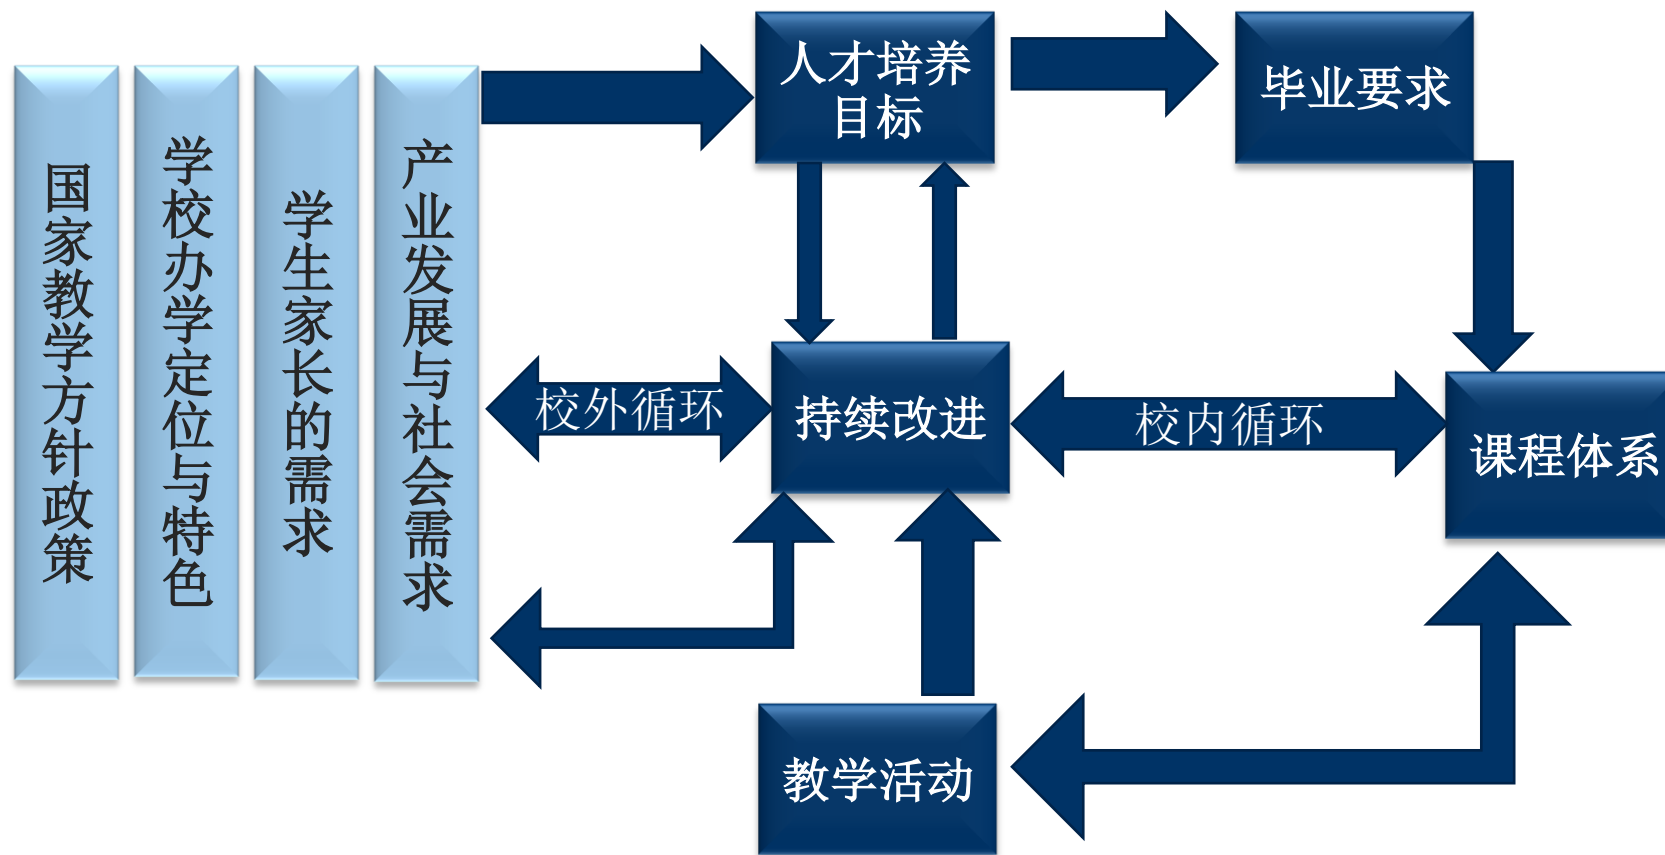 国家教学方针政策
学校办学定位与特色
学生家长的需求
产业发展与社会需求
人才培养
目标
毕业要求
校外循环
持续改进
校内循环
课程体系
教学活动